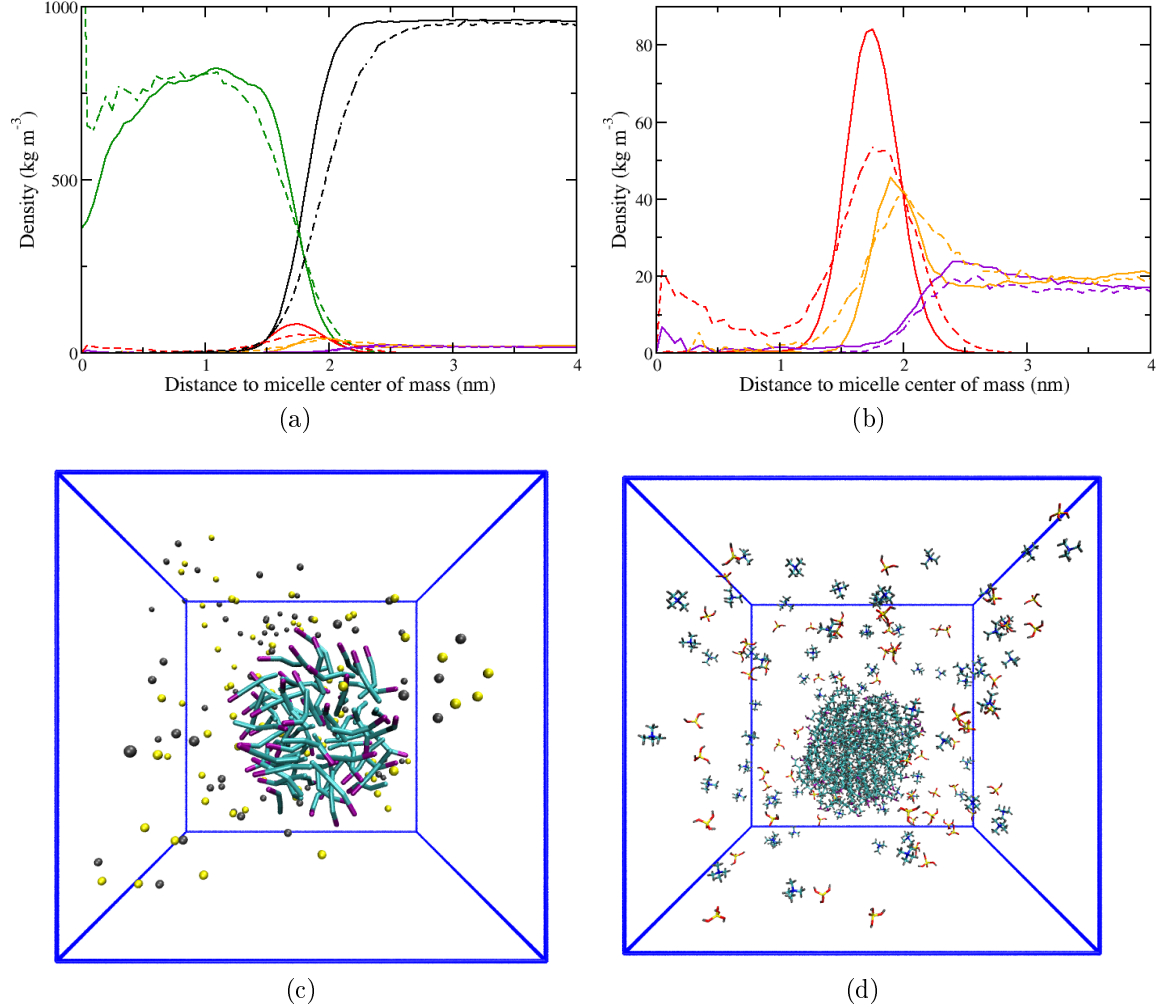 1000
500
0
Density (kg m⁻³)
0 1 2 3 4
Distance to micelle center of mass (nm)
(a)
80
60
40
20
0
Density (kg m⁻³)
0 1 2 3 4
Distance to micelle center of mass (nm)
(b)
(c)
(d)